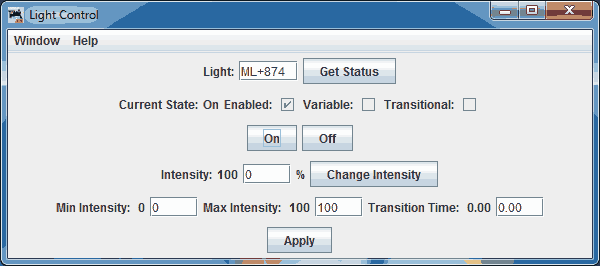 Light Control
Window Help
Light: ML+874 Get Status
Current State: On Enabled: Variable: Transitional:
On Off
Intensity: 100 0 % Change Intensity
Min Intensity: 0 0 Max Intensity: 100 100 Transition Time: 0.00 0.00
Apply